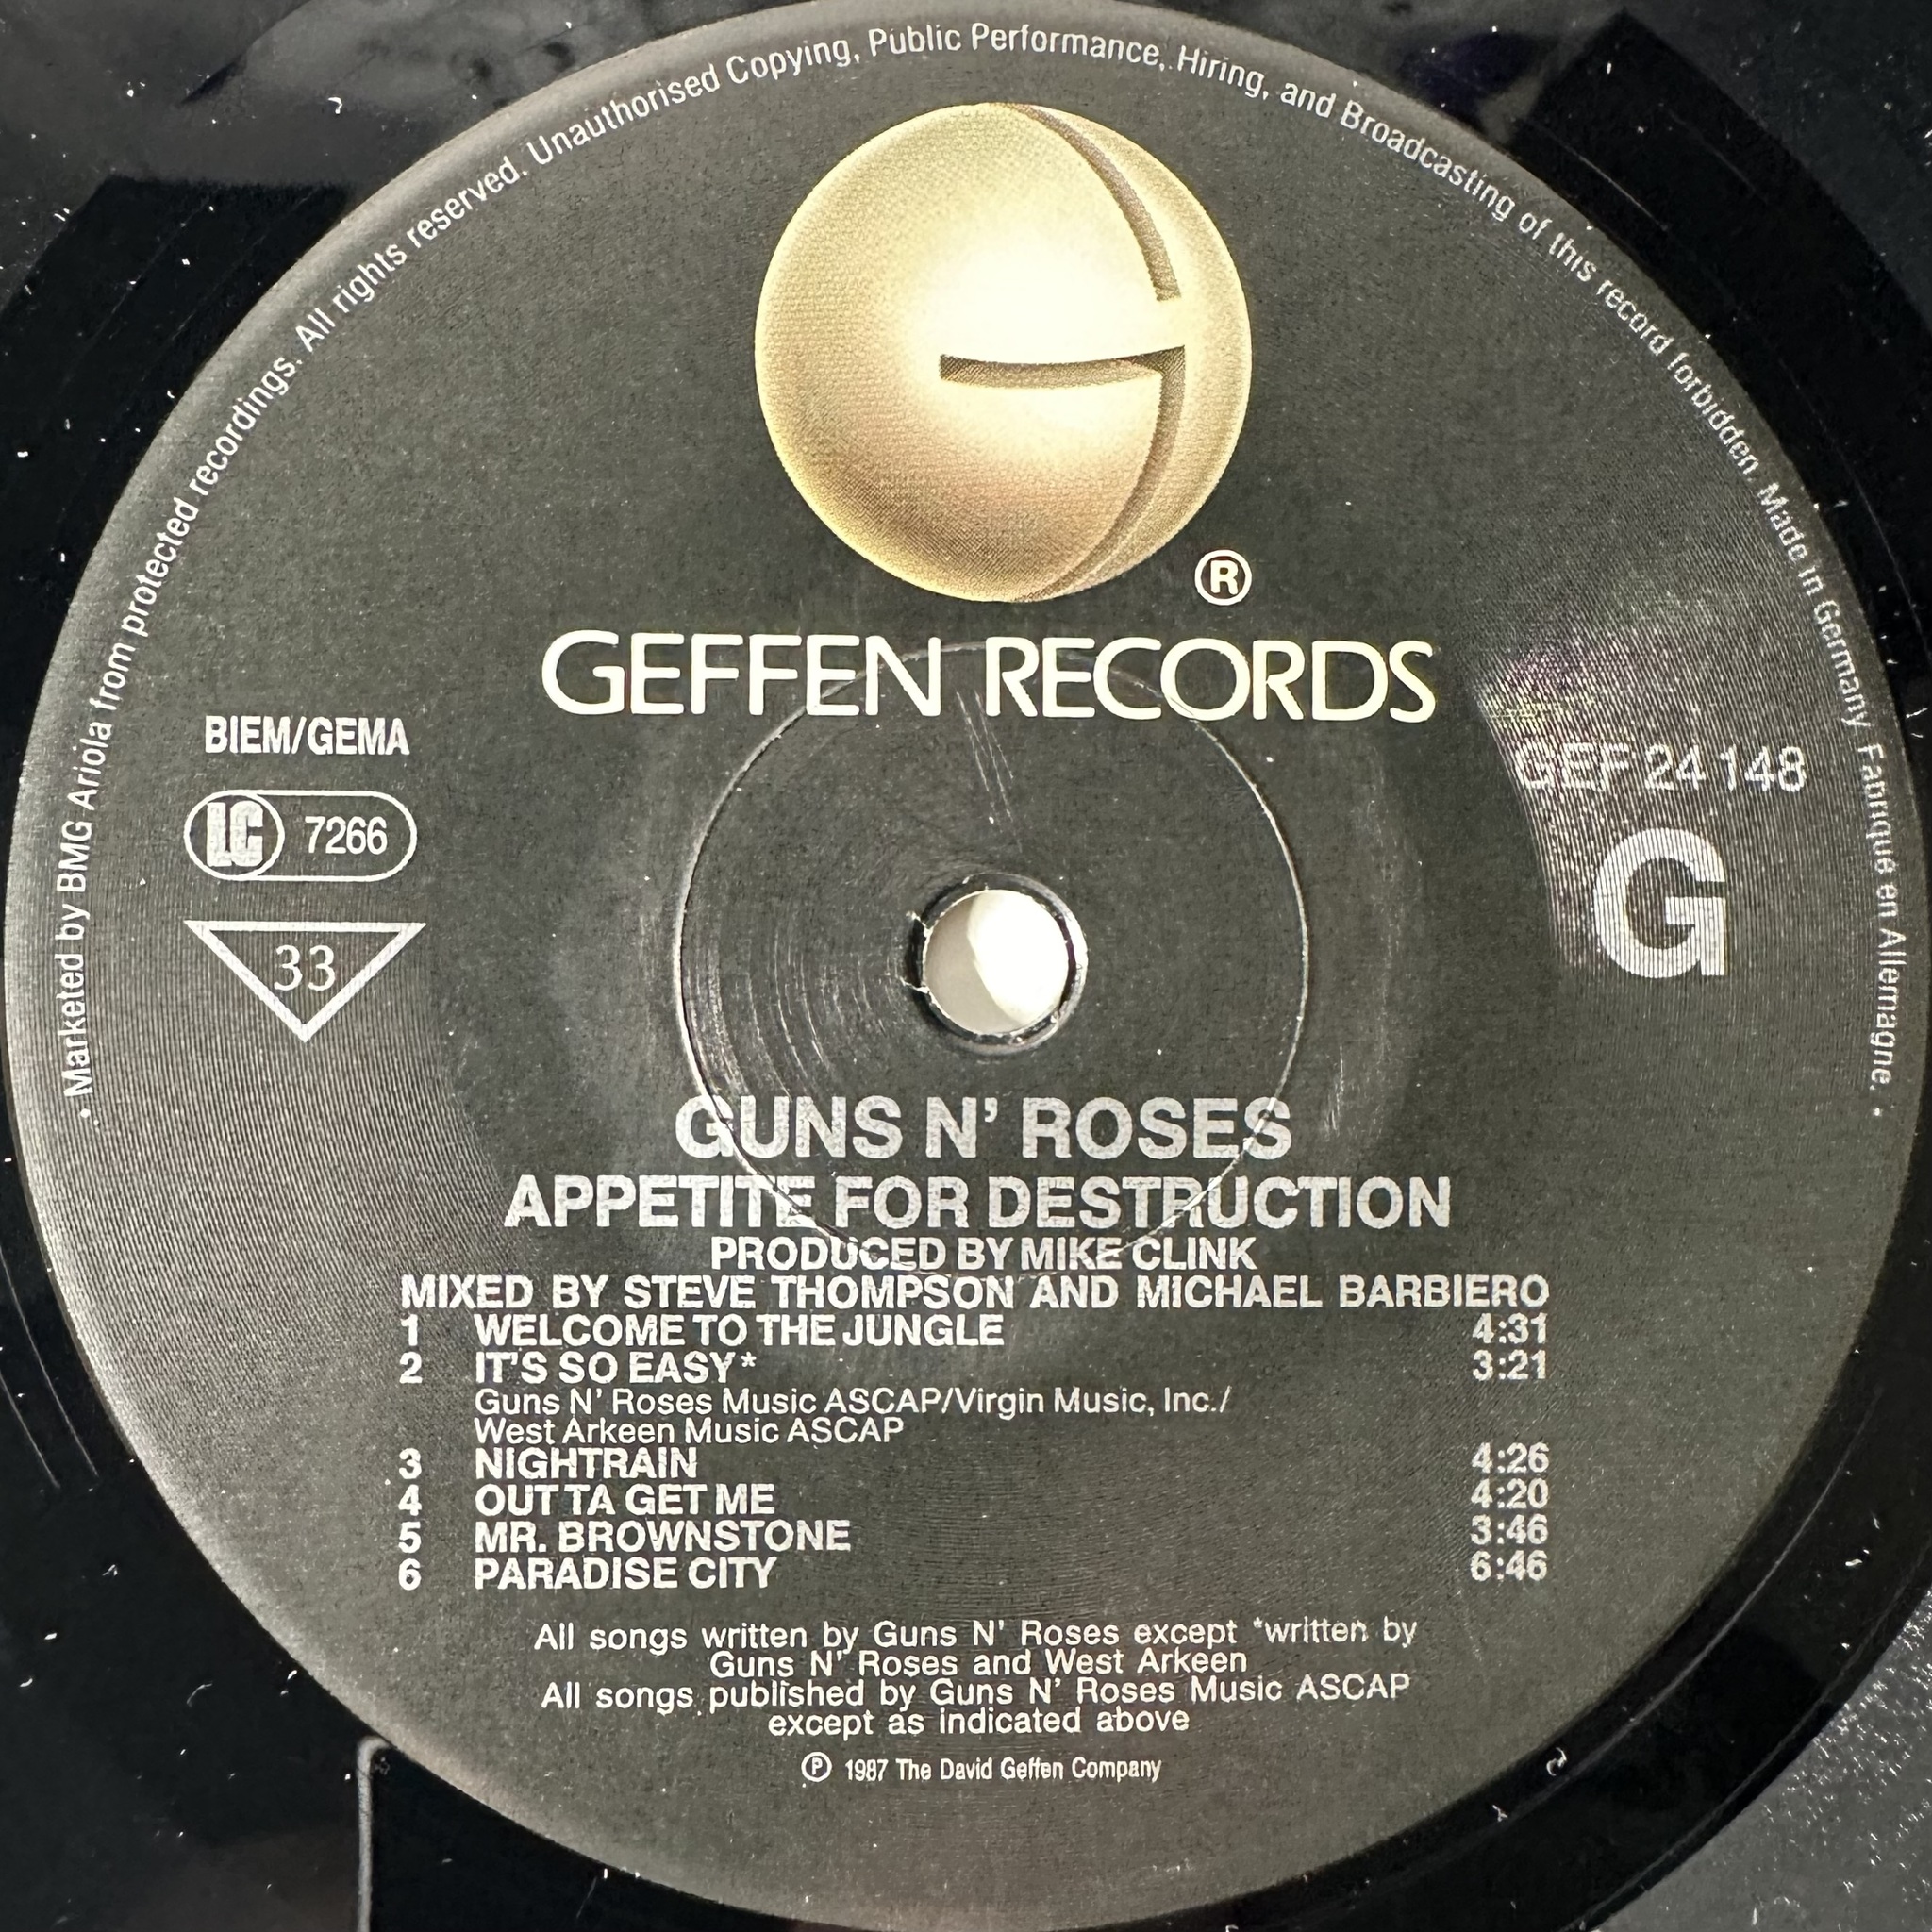 • Marketed by BMG Ariola from protected recordings. All rights reserved. Unauthorised Copying, Public Performance, Hiring, and Broadcasting of this record forbidden. Made in Germany. Fabriqué en Allemagne. •
®
GEFFEN RECORDS
BIEM/GEMA
LC 7266
33
GEF 24 148
G
GUNS N' ROSES
APPETITE FOR DESTRUCTION
PRODUCED BY MIKE CLINK
MIXED BY STEVE THOMPSON AND MICHAEL BARBIERO
1 WELCOME TO THE JUNGLE 4:31
2 IT'S SO EASY* 3:21
Guns N' Roses Music ASCAP/Virgin Music, Inc./
West Arkeen Music ASCAP
3 NIGHTRAIN 4:26
4 OUT TA GET ME 4:20
5 MR. BROWNSTONE 3:46
6 PARADISE CITY 6:46
All songs written by Guns N' Roses except *written by
Guns N' Roses and West Arkeen
All songs published by Guns N' Roses Music ASCAP
except as indicated above
℗ 1987 The David Geffen Company